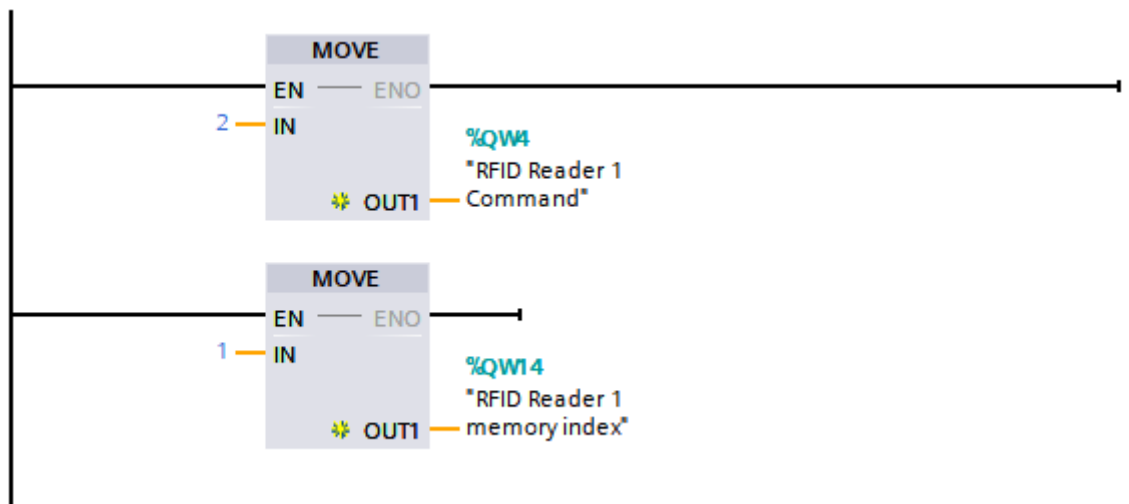 MOVE
EN ENO
2 IN
%QW4
"RFID Reader 1
Command"
OUT1
MOVE
EN ENO
1 IN
%QW14
"RFID Reader 1
memory index"
OUT1